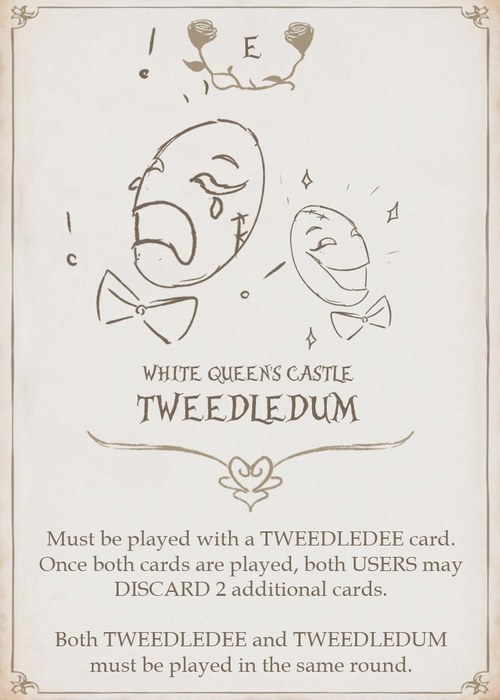 E
WHITE QUEEN'S CASTLE
TWEEDLEDUM
Must be played with a TWEEDLEDEE card.
Once both cards are played, both USERS may
DISCARD 2 additional cards.
Both TWEEDLEDEE and TWEEDLEDUM
must be played in the same round.